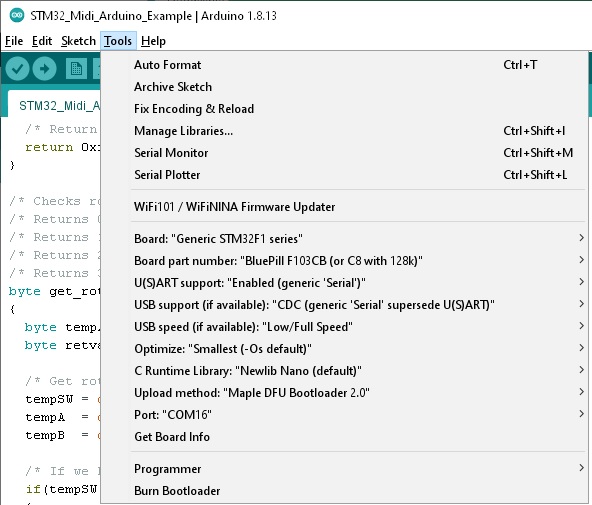 STM32_Midi_Arduino_Example | Arduino 1.8.13
File Edit Sketch Tools Help
Auto Format Ctrl+T
Archive Sketch
STM32_Midi_A
Fix Encoding & Reload
/* Return
Manage Libraries... Ctrl+Shift+I
return 0x
Serial Monitor Ctrl+Shift+M
}
Serial Plotter Ctrl+Shift+L
/* Checks ro
WiFi101 / WiFiNINA Firmware Updater
/* Returns
/* Returns
Board: "Generic STM32F1 series"
/* Returns
Board part number: "BluePill F103CB (or C8 with 128k)"
/* Returns
U(S)ART support: "Enabled (generic 'Serial')"
byte get_rot
USB support (if available): "CDC (generic 'Serial' supersede U(S)ART)"
{
byte temp
USB speed (if available): "Low/Full Speed"
byte retva
Optimize: "Smallest (-Os default)"
C Runtime Library: "Newlib Nano (default)"
/* Get rot
Upload method: "Maple DFU Bootloader 2.0"
tempSW =
Port: "COM16"
tempA =
tempB =
Get Board Info
/* If we
Programmer
if(tempSW
Burn Bootloader
{